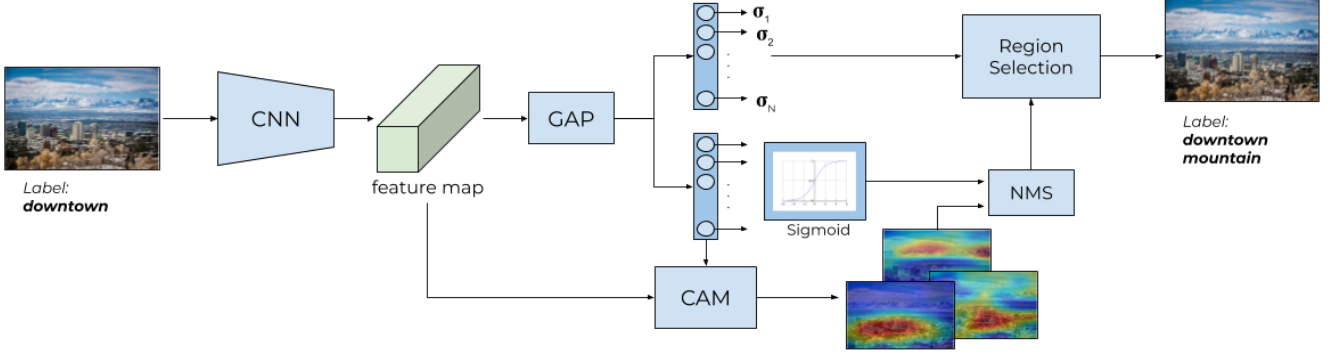 Label:
downtown
CNN
feature map
GAP
σ1
σ2
σN
Sigmoid
CAM
NMS
Region
Selection
Label:
downtown
mountain